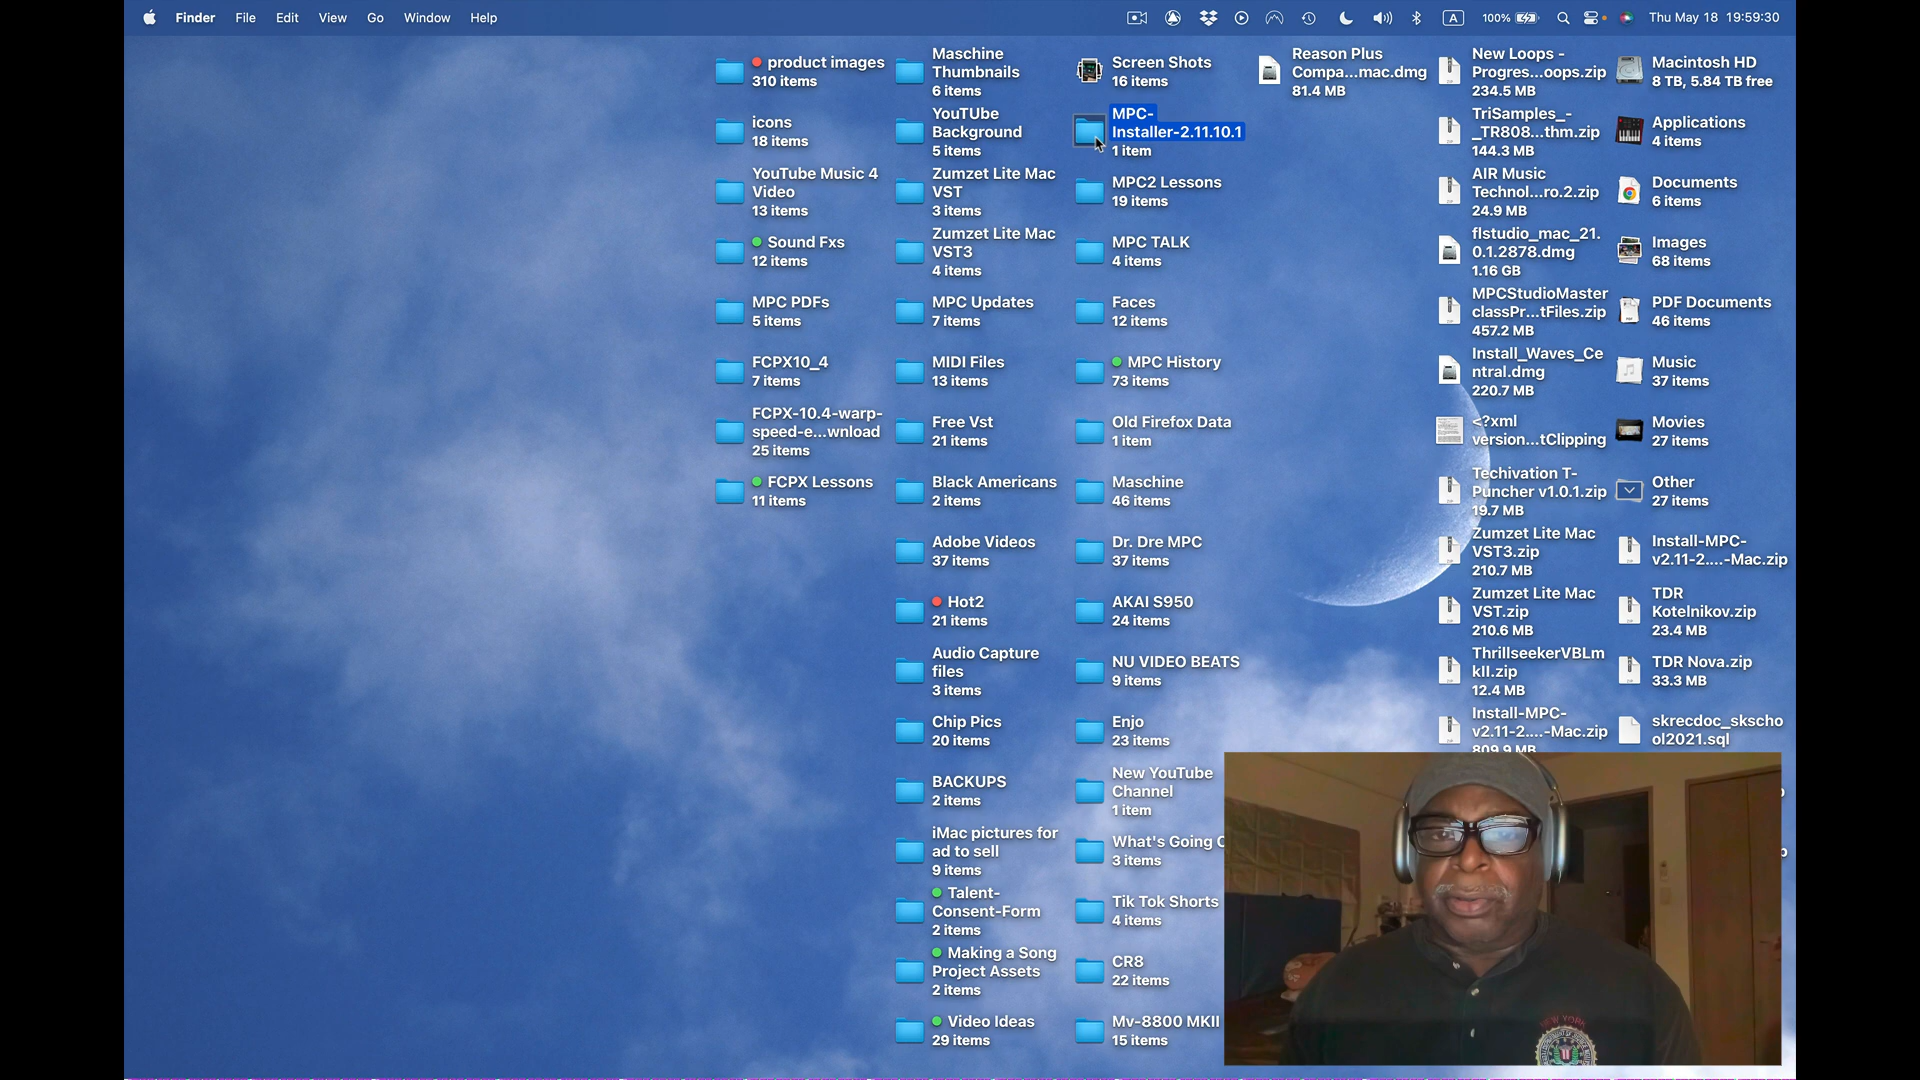 Finder File Edit View Go Window Help
A 100% Thu May 18 19:59:30
product images
310 items
icons
18 items
YouTube Music 4
Video
13 items
Sound Fxs
12 items
MPC PDFs
5 items
FCPX10_4
7 items
FCPX-10.4-warp-
speed-e...wnload
25 items
FCPX Lessons
11 items
Maschine
Thumbnails
6 items
YouTUbe
Background
5 items
Zumzet Lite Mac
VST
3 items
Zumzet Lite Mac
VST3
4 items
MPC Updates
7 items
MIDI Files
13 items
Free Vst
21 items
Black Americans
2 items
Adobe Videos
37 items
Hot2
21 items
Audio Capture
files
3 items
Chip Pics
20 items
BACKUPS
2 items
iMac pictures for
ad to sell
9 items
Talent-
Consent-Form
2 items
Making a Song
Project Assets
2 items
Video Ideas
29 items
Screen Shots
16 items
MPC-
Installer-2.11.10.1
1 item
MPC2 Lessons
19 items
MPC TALK
4 items
Faces
12 items
MPC History
73 items
Old Firefox Data
1 item
Maschine
46 items
Dr. Dre MPC
37 items
AKAI S950
24 items
NU VIDEO BEATS
9 items
Enjo
23 items
New YouTube
Channel
1 item
What's Going
3 items
Tik Tok Shorts
4 items
CR8
22 items
Mv-8800 MKII
15 items
Reason Plus
Compa...mac.dmg
81.4 MB
New Loops -
Progres...oops.zip
234.5 MB
TriSamples_-
_TR808...thm.zip
144.3 MB
AIR Music
Technol...ro.2.zip
24.9 MB
flstudio_mac_21.
0.1.2878.dmg
1.16 GB
MPCStudioMaster
classPr...tFiles.zip
457.2 MB
Install_Waves_Ce
ntral.dmg
220.7 MB
<?xml
version...tClipping
Techivation T-
Puncher v1.0.1.zip
19.7 MB
Zumzet Lite Mac
VST3.zip
210.7 MB
Zumzet Lite Mac
VST.zip
210.6 MB
ThrillseekerVBLm
kII.zip
12.4 MB
Install-MPC-
v2.11-2....-Mac.zip
809.9 MB
Macintosh HD
8 TB, 5.84 TB free
Applications
4 items
Documents
6 items
Images
68 items
PDF Documents
46 items
Music
37 items
Movies
27 items
Other
27 items
Install-MPC-
v2.11-2....-Mac.zip
TDR
Kotelnikov.zip
23.4 MB
TDR Nova.zip
33.3 MB
skrecdoc_skscho
ol2021.sql
NEW YORK